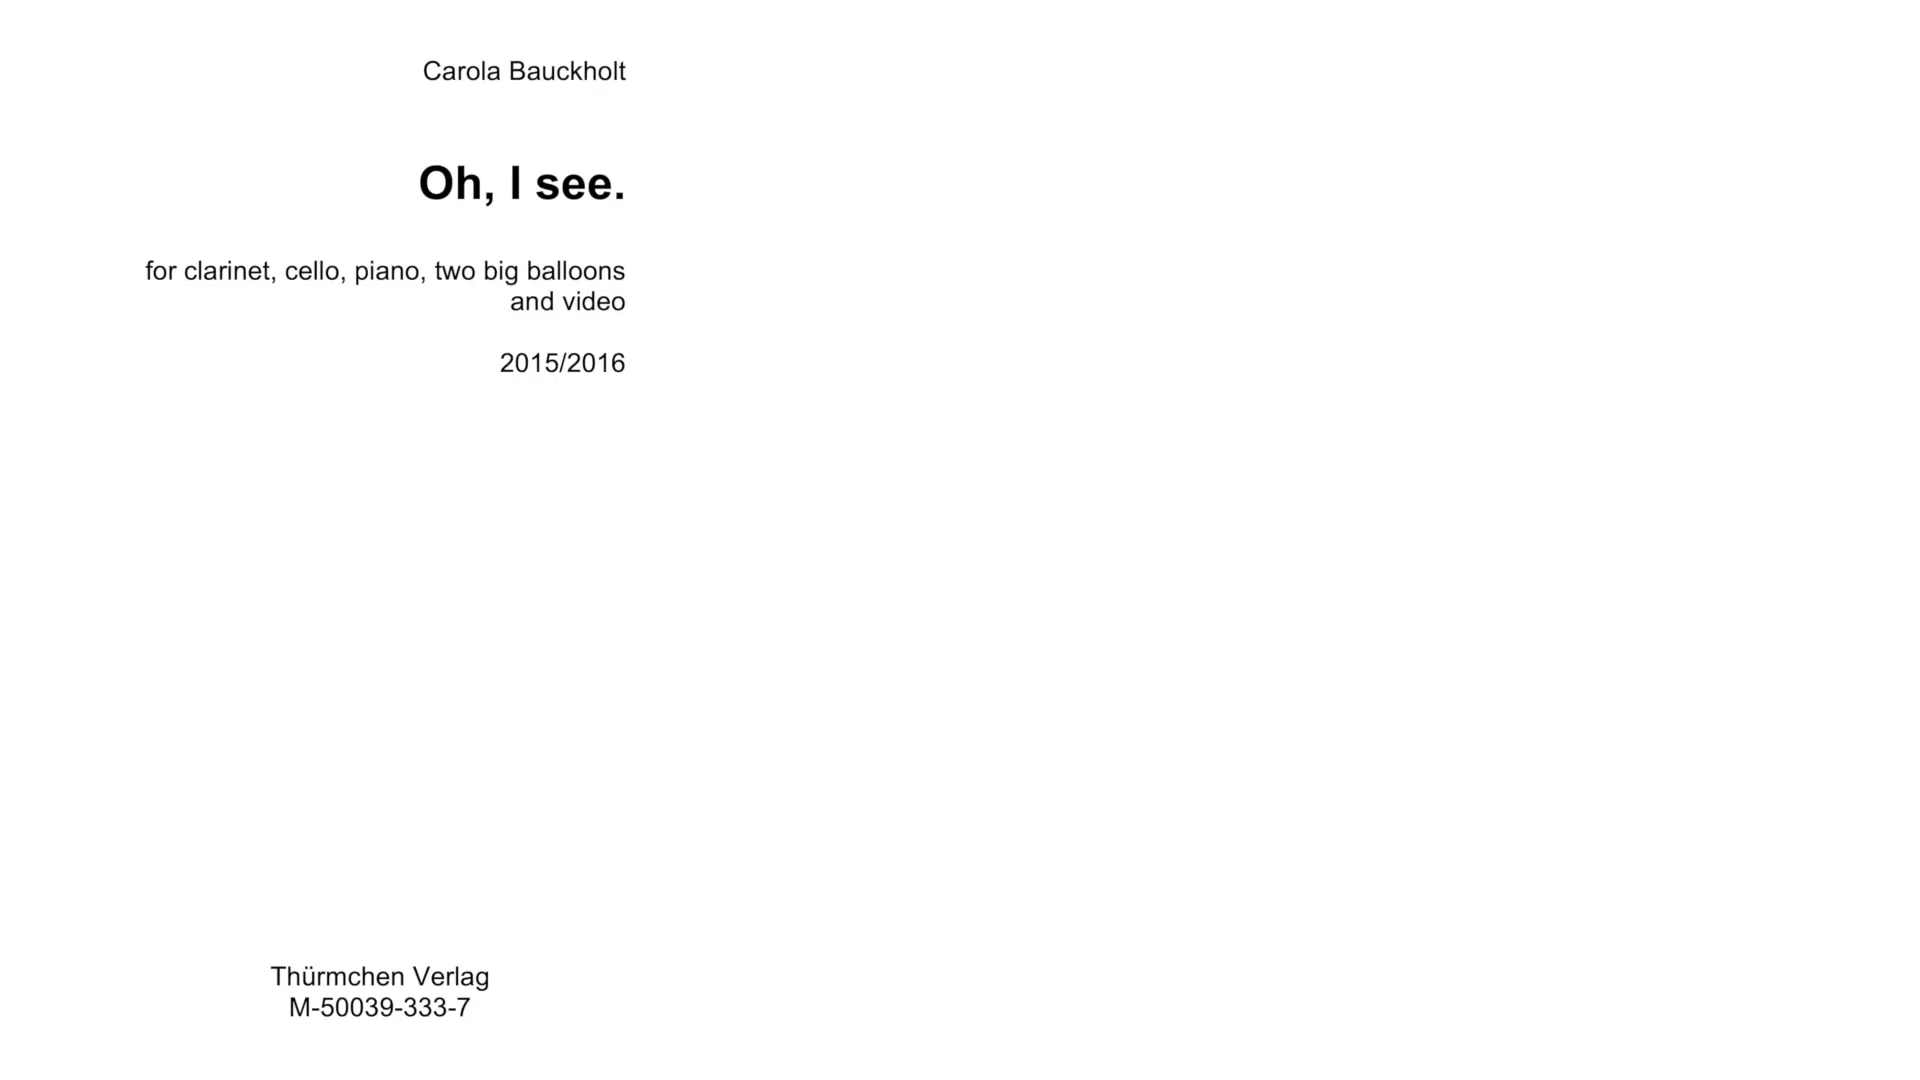 Carola Bauckholt
Oh, I see.
for clarinet, cello, piano, two big balloons
and video
2015/2016
Thürmchen Verlag
M-50039-333-7